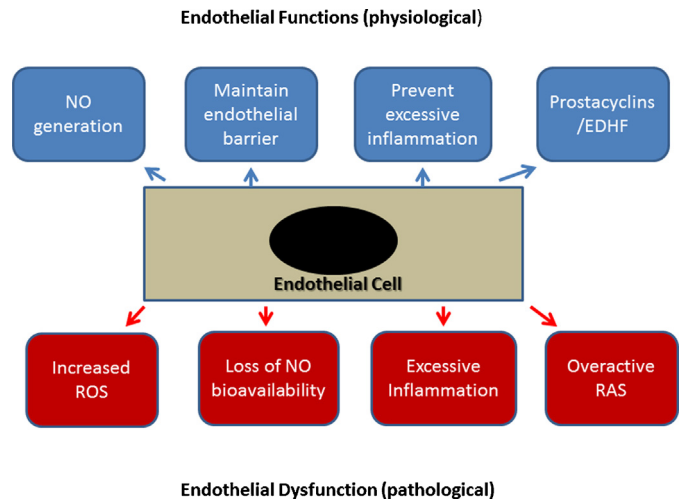 Endothelial Functions (physiological)
NO
generation
Maintain
endothelial
barrier
Prevent
excessive
inflammation
Prostacyclins
/EDHF
Endothelial Cell
Increased
ROS
Loss of NO
bioavailability
Excessive
Inflammation
Overactive
RAS
Endothelial Dysfunction (pathological)